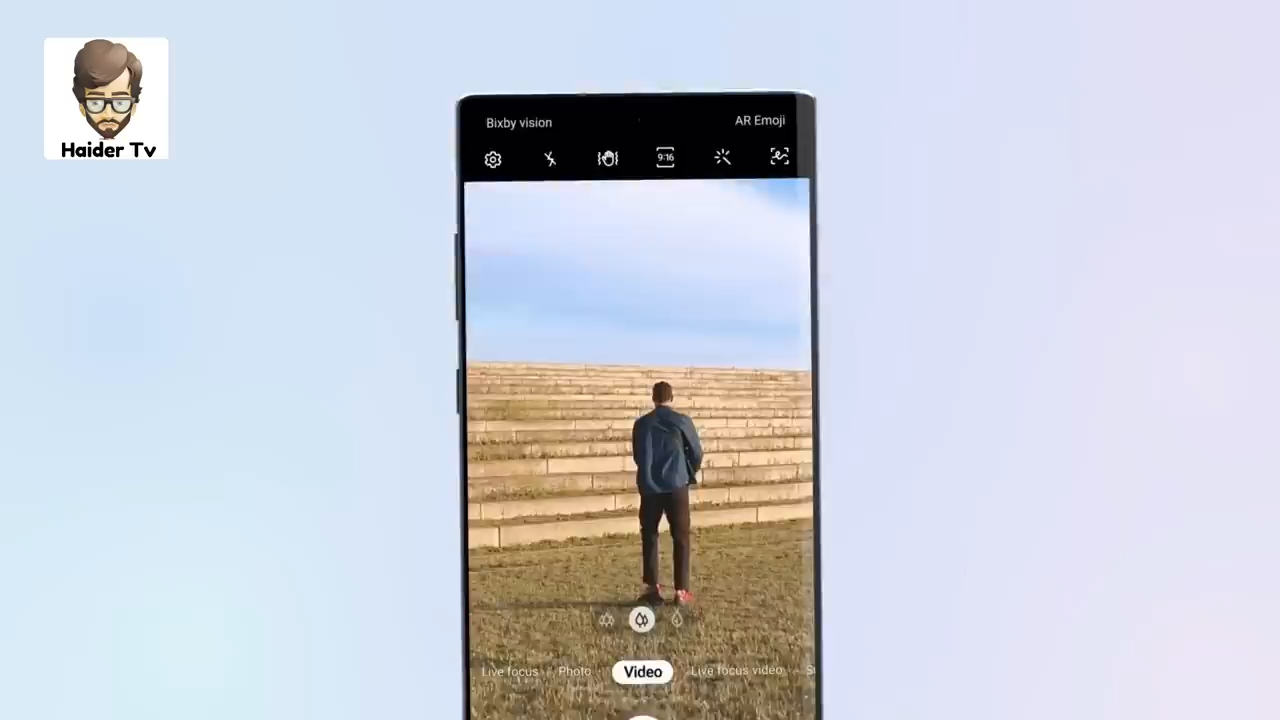 Haider Tv
Bixby vision
AR Emoji
9:16
Live focus
Photo
Video
Live focus video